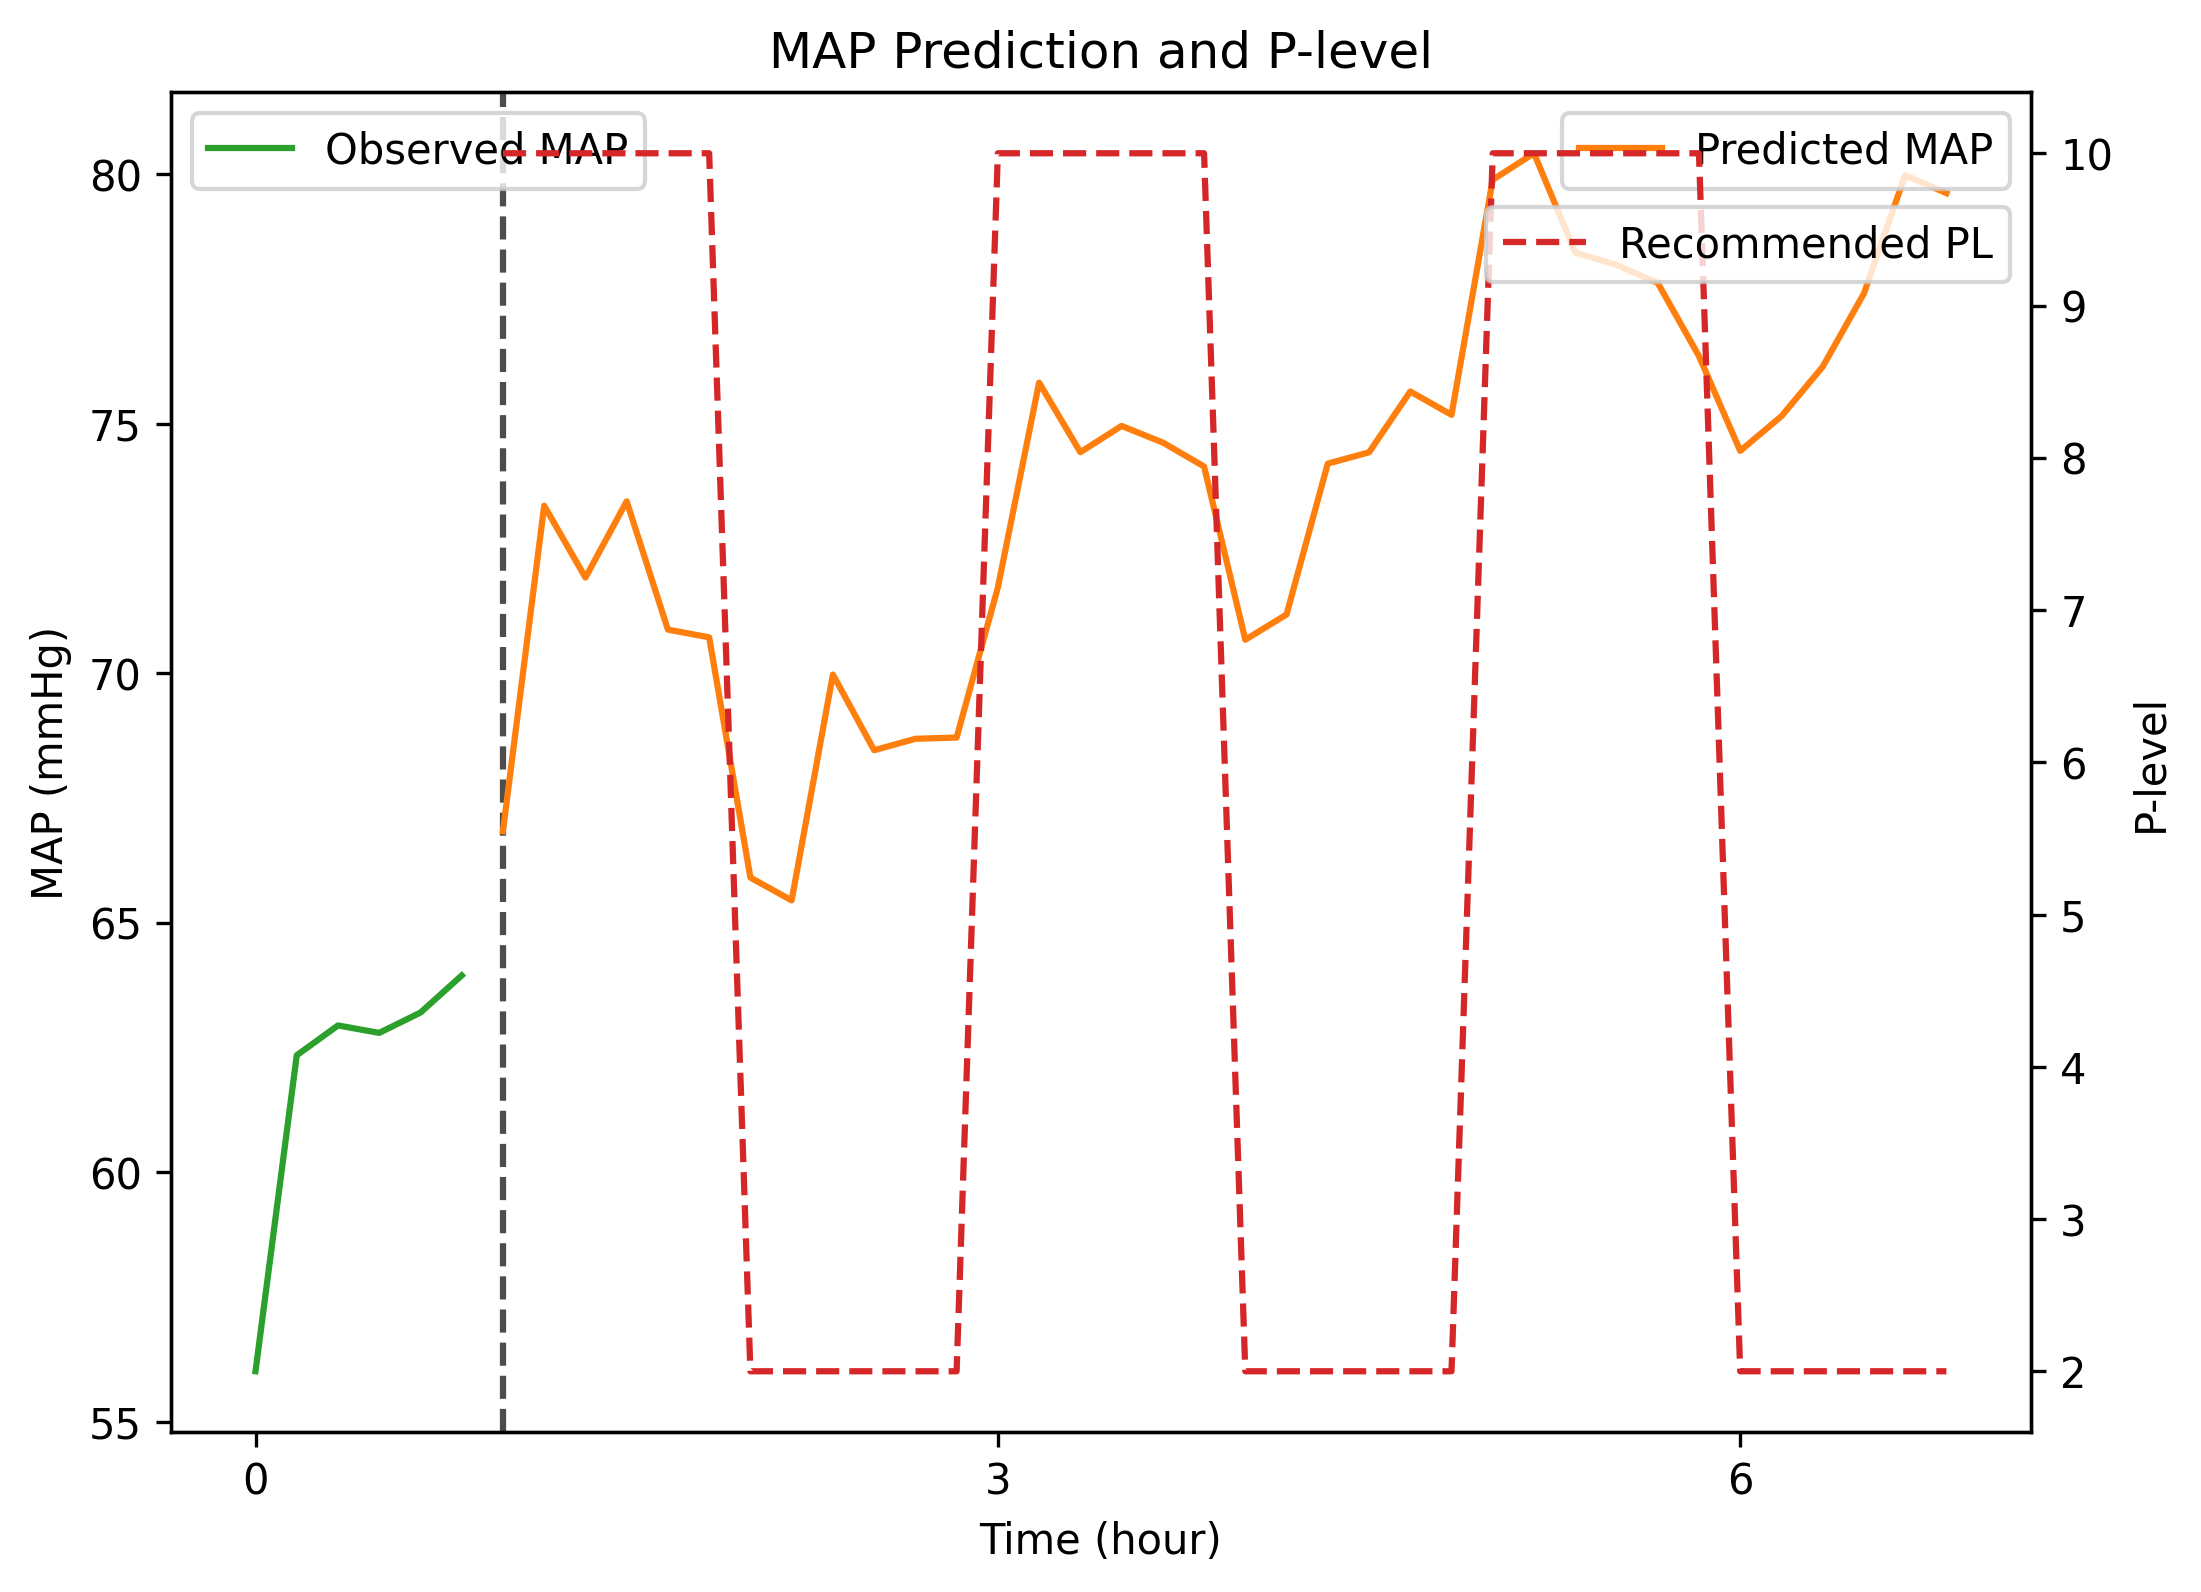 MAP Prediction and P-level
Observed MAP
Predicted MAP
Recommended PL
80
75
70
65
60
55
MAP (mmHg)
10
9
8
7
6
5
4
3
2
P-level
0
3
6
Time (hour)